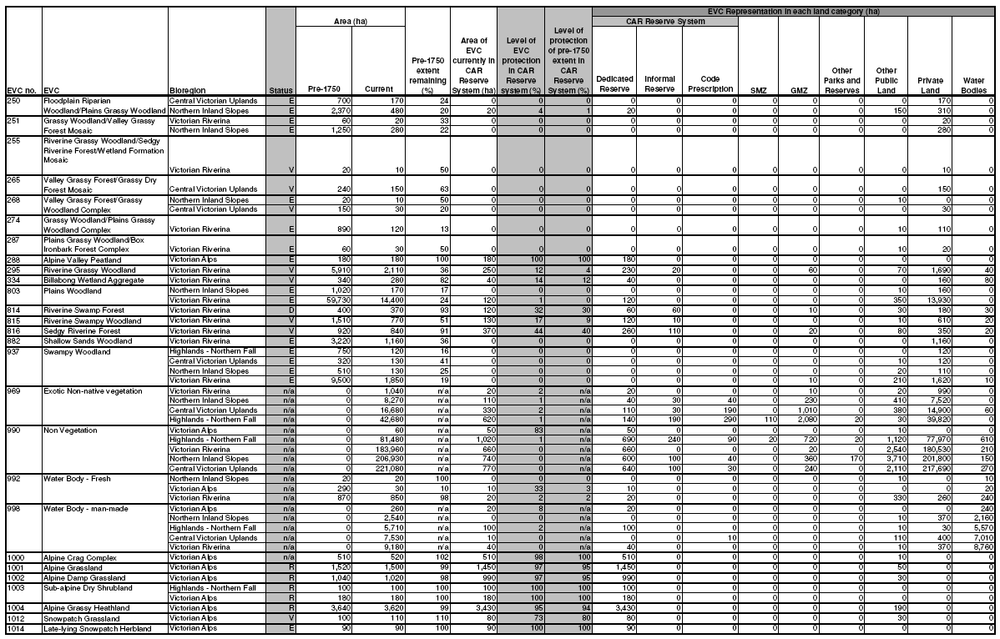 EVC Representation in each land category (ha)
Area (ha) CAR Reserve System
EVC no. EVC Bioregion Status Pre-1750 Current Pre-1750 extent remaining (%) Area of EVC currently in CAR Reserve System (ha) Level of EVC protection in CAR Reserve system (%) Level of protection of pre-1750 extent in CAR Reserve System (%) Dedicated Reserve Informal Reserve Code Prescription SMZ GMZ Other Parks and Reserves Other Public Land Private Land Water Bodies
250 Floodplain Riparian Central Victorian Uplands E 700 170 24 0 0 0 0 0 0 0 0 0 0 170 0
Woodland/Plains Grassy Woodland Northern Inland Slopes E 2,370 480 20 20 4 1 20 0 0 0 0 0 150 310 0
251 Grassy Woodland/Valley Grassy Victorian Riverina E 60 20 33 0 0 0 0 0 0 0 0 0 0 20 0
Forest Mosaic Northern Inland Slopes E 1,250 280 22 0 0 0 0 0 0 0 0 0 0 280 0
255 Riverine Grassy Woodland/Sedgy
Riverine Forest/Wetland Formation
Mosaic
Victorian Riverina V 20 10 50 0 0 0 0 0 0 0 0 0 0 10 0
265 Valley Grassy Forest/Grassy Dry
Forest Mosaic Central Victorian Uplands V 240 150 63 0 0 0 0 0 0 0 0 0 0 150 0
268 Valley Grassy Forest/Grassy Northern Inland Slopes E 20 10 50 0 0 0 0 0 0 0 0 0 10 0 0
Woodland Complex Central Victorian Uplands V 150 30 20 0 0 0 0 0 0 0 0 0 0 30 0
274 Grassy Woodland/Plains Grassy
Woodland Complex Victorian Riverina E 890 120 13 0 0 0 0 0 0 0 0 0 10 110 0
287 Plains Grassy Woodland/Box
Ironbark Forest Complex Victorian Riverina E 60 30 50 0 0 0 0 0 0 0 0 0 10 20 0
288 Alpine Valley Peatland Victorian Alps E 180 180 100 180 100 100 180 0 0 0 0 0 0 0 0
295 Riverine Grassy Woodland Victorian Riverina V 5,910 2,110 36 250 12 4 230 20 0 0 60 0 70 1,690 40
334 Billabong Wetland Aggregate Victorian Riverina V 340 280 82 40 14 12 40 0 0 0 0 0 0 160 80
803 Plains Woodland Northern Inland Slopes E 1,020 170 17 0 0 0 0 0 0 0 0 0 10 160 0
Victorian Riverina E 59,730 14,400 24 120 1 0 120 0 0 0 0 0 350 13,930 0
814 Riverine Swamp Forest Victorian Riverina D 400 370 93 120 32 30 60 60 0 0 10 0 30 180 30
815 Riverine Swampy Woodland Victorian Riverina V 1,510 770 51 130 17 9 120 10 0 0 0 0 10 610 20
816 Sedgy Riverine Forest Victorian Riverina V 920 840 91 370 44 40 260 110 0 0 20 0 80 350 20
882 Shallow Sands Woodland Victorian Riverina E 3,220 1,160 36 0 0 0 0 0 0 0 0 0 0 1,160 0
937 Swampy Woodland Highlands - Northern Fall E 750 120 16 0 0 0 0 0 0 0 0 0 0 120 0
Central Victorian Uplands E 320 130 41 0 0 0 0 0 0 0 0 0 10 120 0
Northern Inland Slopes E 510 130 25 0 0 0 0 0 0 0 0 0 20 110 0
Victorian Riverina E 9,500 1,850 19 0 0 0 0 0 0 0 10 0 210 1,620 10
969 Exotic Non-native vegetation Victorian Riverina n/a 0 1,040 n/a 20 2 n/a 20 0 0 0 10 0 20 990 0
Northern Inland Slopes n/a 0 8,270 n/a 110 1 n/a 40 30 40 0 230 0 410 7,520 0
Central Victorian Uplands n/a 0 16,680 n/a 330 2 n/a 110 30 190 0 1,010 0 380 14,900 60
Highlands - Northern Fall n/a 0 42,680 n/a 620 1 n/a 140 190 290 110 2,080 20 30 39,820 0
990 Non Vegetation Victorian Alps n/a 0 60 n/a 50 83 n/a 50 0 0 0 0 0 10 0 0
Highlands - Northern Fall n/a 0 81,480 n/a 1,020 1 n/a 690 240 90 20 720 20 1,120 77,970 610
Victorian Riverina n/a 0 183,960 n/a 660 0 n/a 660 0 0 0 20 0 2,540 180,530 210
Northern Inland Slopes n/a 0 206,930 n/a 740 0 n/a 600 100 40 0 360 170 3,710 201,800 150
Central Victorian Uplands n/a 0 221,080 n/a 770 0 n/a 640 100 30 0 240 0 2,110 217,690 270
992 Water Body - Fresh Northern Inland Slopes n/a 20 20 100 0 0 0 0 0 0 0 0 0 10 0 10
Victorian Alps n/a 290 30 10 10 33 3 10 0 0 0 0 0 0 0 20
Victorian Riverina n/a 870 850 98 20 2 2 20 0 0 0 0 0 330 260 240
998 Water Body - man-made Victorian Alps n/a 0 260 n/a 20 8 n/a 20 0 0 0 0 0 0 0 240
Northern Inland Slopes n/a 0 2,540 n/a 0 0 n/a 0 0 0 0 0 0 10 370 2,160
Highlands - Northern Fall n/a 0 5,710 n/a 100 2 n/a 100 0 0 0 0 0 10 30 5,570
Central Victorian Uplands n/a 0 7,530 n/a 10 0 n/a 0 0 10 0 0 0 110 400 7,010
Victorian Riverina n/a 0 9,180 n/a 40 0 n/a 40 0 0 0 0 0 10 370 8,760
1000 Alpine Crag Complex Victorian Alps n/a 510 520 102 510 98 100 510 0 0 0 0 0 10 0 0
1001 Alpine Grassland Victorian Alps R 1,520 1,500 99 1,450 97 95 1,450 0 0 0 0 0 50 0 0
1002 Alpine Damp Grassland Victorian Alps R 1,040 1,020 98 990 97 95 990 0 0 0 0 0 30 0 0
1003 Sub-alpine Dry Shrubland Highlands - Northern Fall R 100 100 100 100 100 100 100 0 0 0 0 0 0 0 0
Victorian Alps R 180 180 100 180 100 100 180 0 0 0 0 0 0 0 0
1004 Alpine Grassy Heathland Victorian Alps R 3,640 3,620 99 3,430 95 94 3,430 0 0 0 0 0 190 0 0
1012 Snowpatch Grassland Victorian Alps V 100 110 110 80 73 80 80 0 0 0 0 0 30 0 0
1014 Late-lying Snowpatch Herbland Victorian Alps E 90 90 100 90 100 100 90 0 0 0 0 0 0 0 0